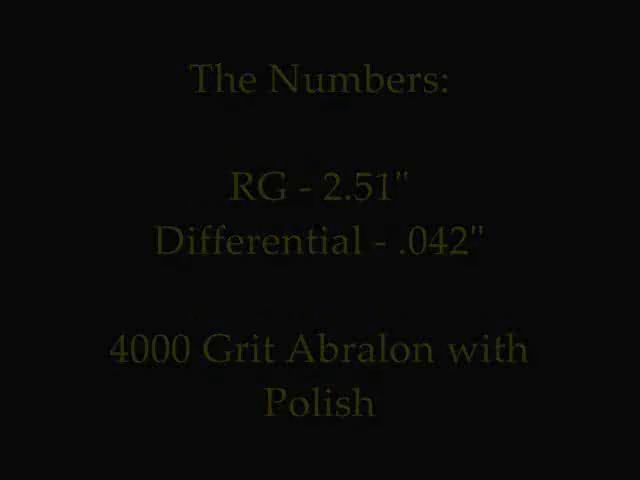 The Numbers:
RG - 2.51"
Differential - .042"
4000 Grit Abralon with
Polish